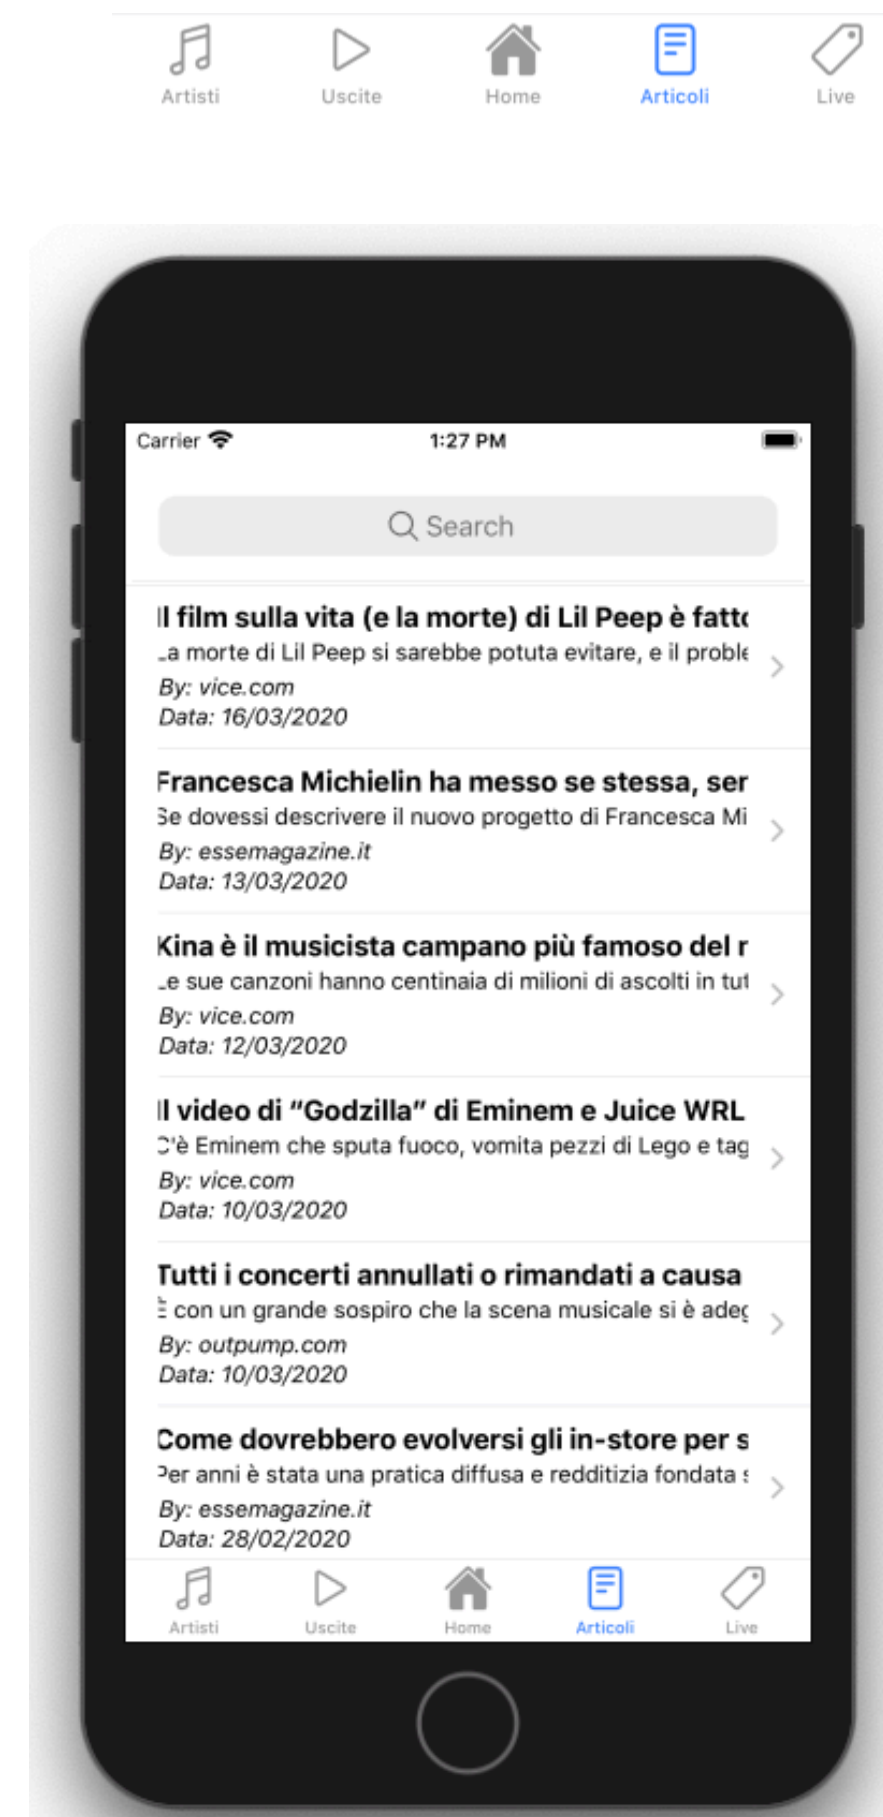 Artisti Uscite Home Articoli Live
Carrier 1:27 PM
Search
Il film sulla vita (e la morte) di Lil Peep è fatto
La morte di Lil Peep si sarebbe potuta evitare, e il proble
By: vice.com
Data: 16/03/2020
Francesca Michielin ha messo se stessa, ser
Se dovessi descrivere il nuovo progetto di Francesca Mi
By: essemagazine.it
Data: 13/03/2020
Kina è il musicista campano più famoso del r
Le sue canzoni hanno centinaia di milioni di ascolti in tut
By: vice.com
Data: 12/03/2020
Il video di “Godzilla” di Eminem e Juice WRL
C'è Eminem che sputa fuoco, vomita pezzi di Lego e tag
By: vice.com
Data: 10/03/2020
Tutti i concerti annullati o rimandati a causa
È con un grande sospiro che la scena musicale si è adeg
By: outpump.com
Data: 10/03/2020
Come dovrebbero evolversi gli in-store per s
Per anni è stata una pratica diffusa e redditizia fondata s
By: essemagazine.it
Data: 28/02/2020
Artisti Uscite Home Articoli Live